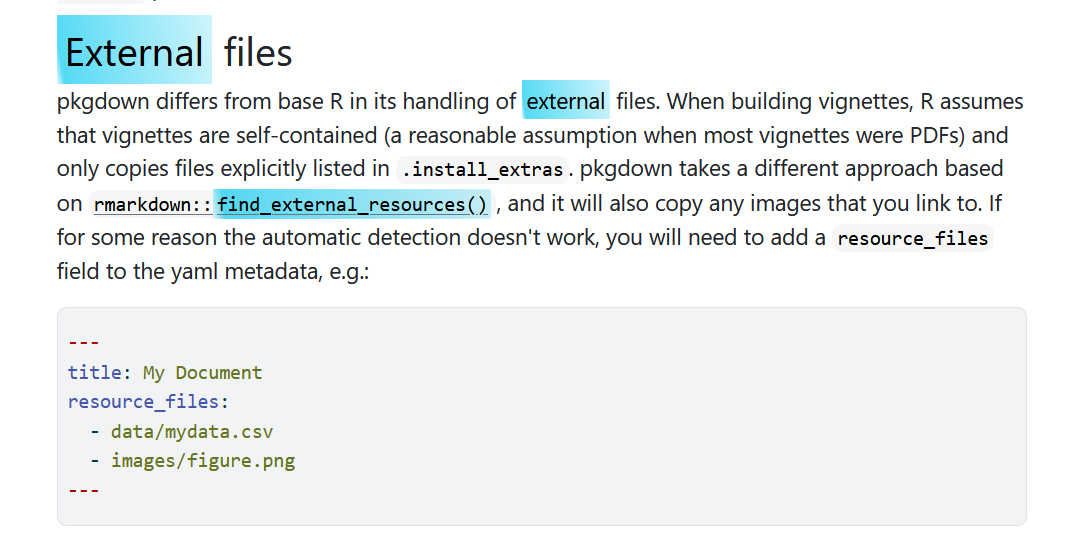 External files
pkgdown differs from base R in its handling of external files. When building vignettes, R assumes
that vignettes are self-contained (a reasonable assumption when most vignettes were PDFs) and
only copies files explicitly listed in .install_extras. pkgdown takes a different approach based
on rmarkdown::find_external_resources(), and it will also copy any images that you link to. If
for some reason the automatic detection doesn't work, you will need to add a resource_files
field to the yaml metadata, e.g.:
---
title: My Document
resource_files:
  - data/mydata.csv
  - images/figure.png
---